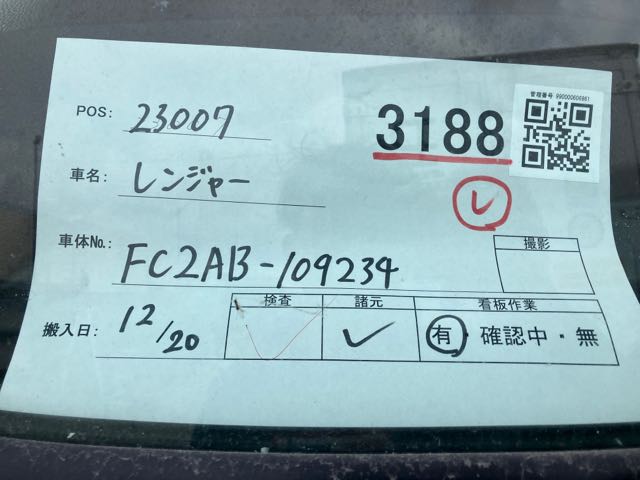 管理番号 990000606861
POS: 23007
3188
車名: レンジャー
レ
車体No.: FC2AB-109234
撮影
搬入日: 12/20
検査 諸元 看板作業
✓ 有・確認中・無